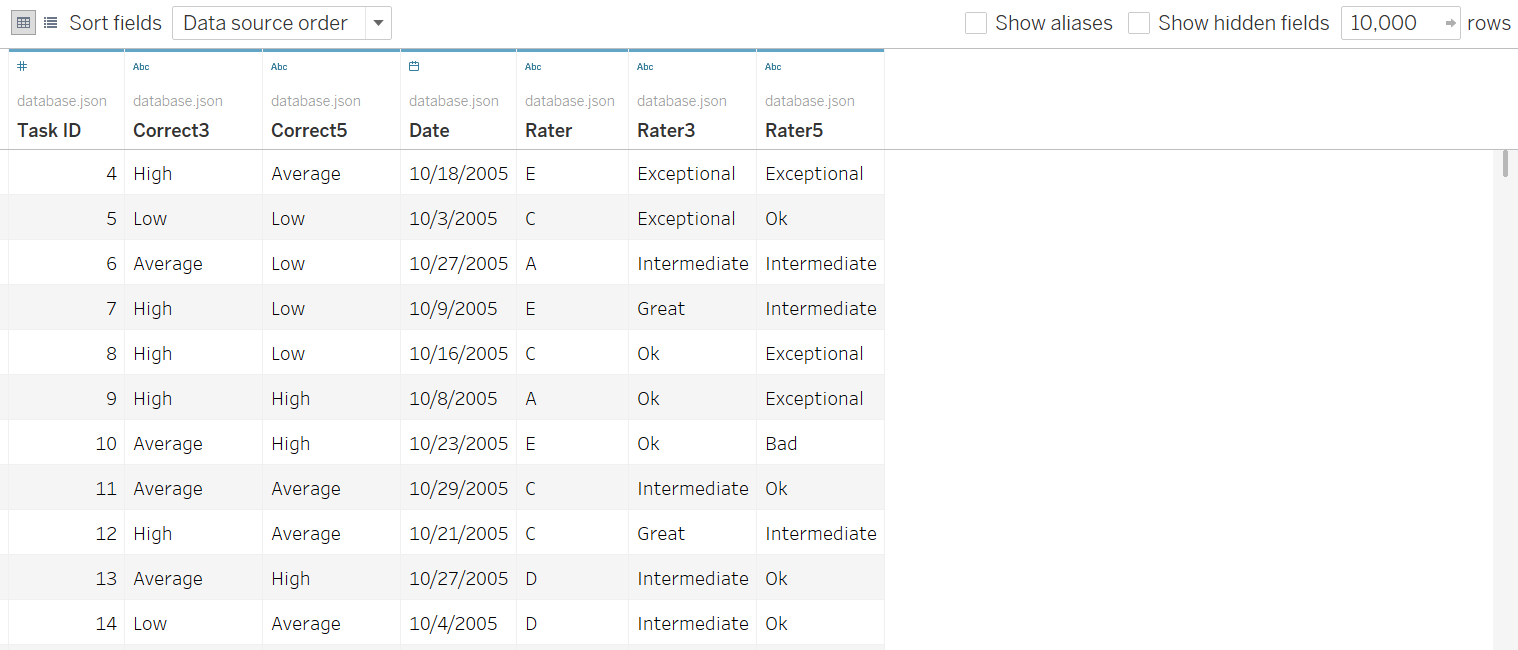 Sort fields Data source order Show aliases Show hidden fields 10,000 rows
# Abc Abc Abc Abc Abc
database.json database.json database.json database.json database.json database.json database.json
Task ID Correct3 Correct5 Date Rater Rater3 Rater5
4 High Average 10/18/2005 E Exceptional Exceptional
5 Low Low 10/3/2005 C Exceptional Ok
6 Average Low 10/27/2005 A Intermediate Intermediate
7 High Low 10/9/2005 E Great Intermediate
8 High Low 10/16/2005 C Ok Exceptional
9 High High 10/8/2005 A Ok Exceptional
10 Average High 10/23/2005 E Ok Bad
11 Average Average 10/29/2005 C Intermediate Ok
12 High Average 10/21/2005 C Great Intermediate
13 Average High 10/27/2005 D Intermediate Ok
14 Low Average 10/4/2005 D Intermediate Ok